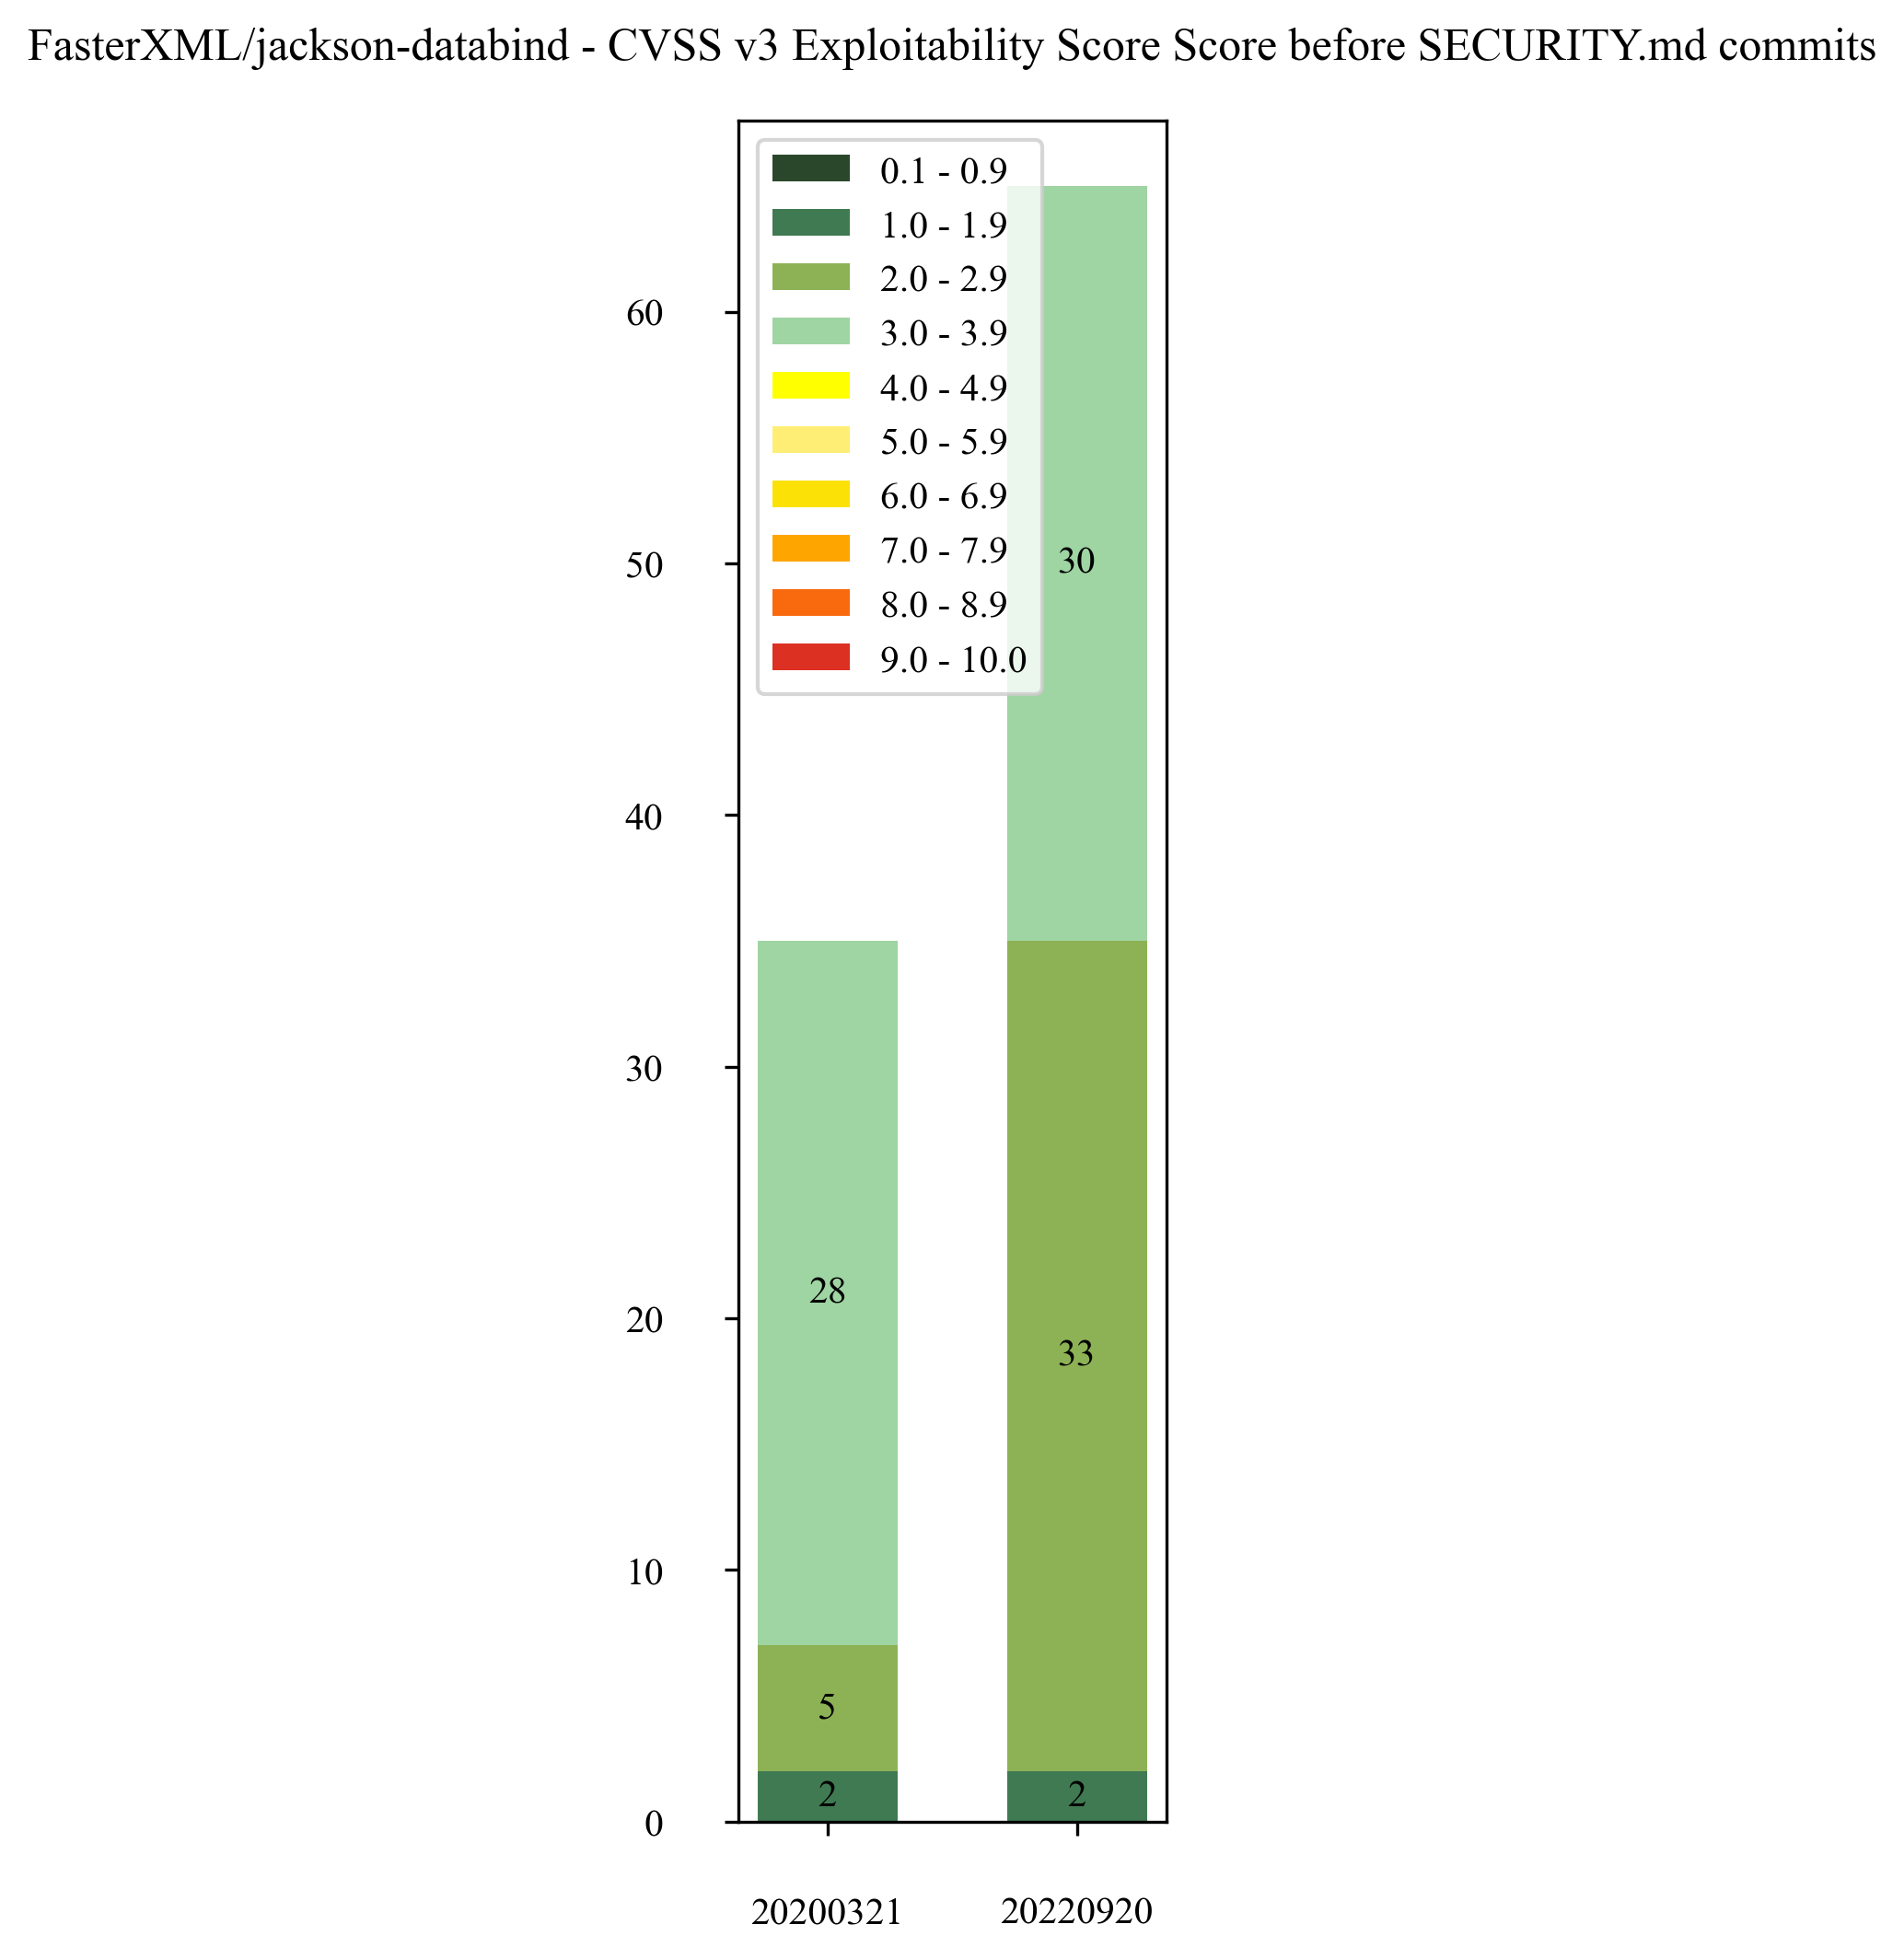 FasterXML/jackson-databind - CVSS v3 Exploitability Score Score before SECURITY.md commits
0.1 - 0.9
1.0 - 1.9
2.0 - 2.9
3.0 - 3.9
4.0 - 4.9
5.0 - 5.9
6.0 - 6.9
7.0 - 7.9
8.0 - 8.9
9.0 - 10.0
60
50
40
30
20
10
0
30
28
33
5
2
2
20200321
20220920